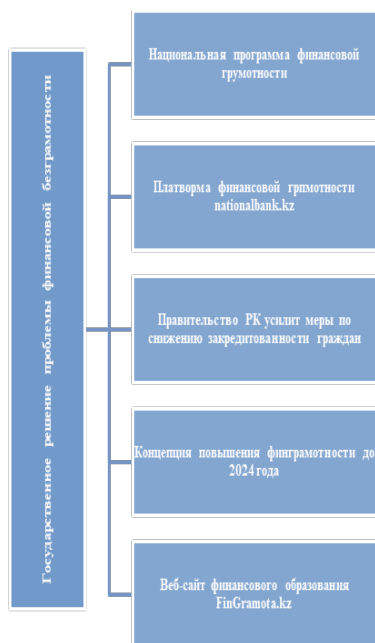 Государственное решение проблемы финансовой безграмотности
Национальная программа финансовой
грумотности
Платворма финансовой грпмотности
nationalbank.kz
Правительство РК усилит меры по
снижению закредитованности граждан
Концепция повышения финграмотности до
2024 года
Веб-сайт финансового образования
FinGramota.kz